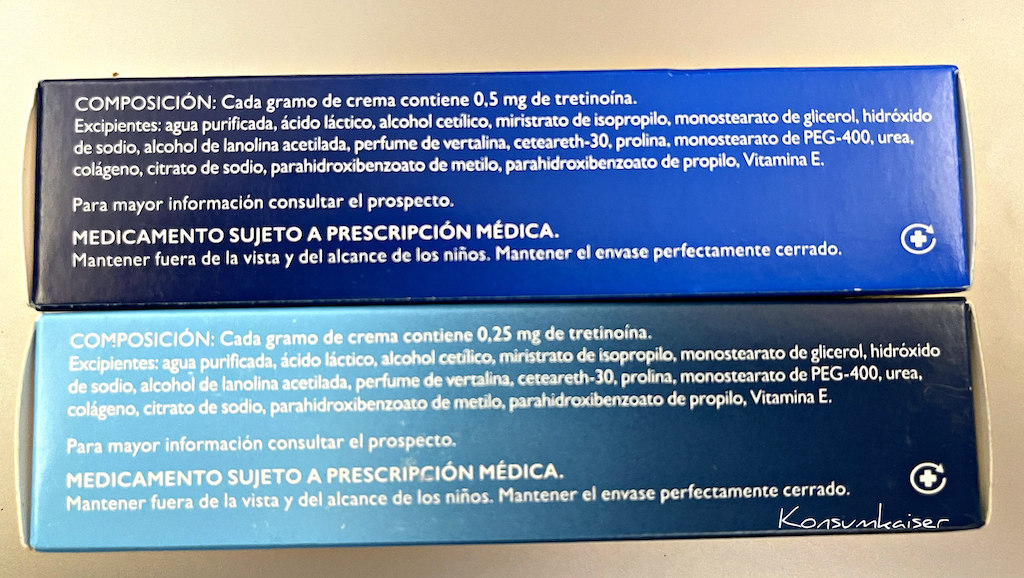 COMPOSICIÓN: Cada gramo de crema contiene 0,5 mg de tretinoína.
Excipientes: agua purificada, ácido láctico, alcohol cetílico, miristrato de isopropilo, monostearato de glicerol, hidróxido
de sodio, alcohol de lanolina acetilada, perfume de vertalina, ceteareth-30, prolina, monostearato de PEG-400, urea,
colágeno, citrato de sodio, parahidroxibenzoato de metilo, parahidroxibenzoato de propilo, Vitamina E.
Para mayor información consultar el prospecto.
MEDICAMENTO SUJETO A PRESCRIPCIÓN MÉDICA.
Mantener fuera de la vista y del alcance de los niños. Mantener el envase perfectamente cerrado.
COMPOSICIÓN: Cada gramo de crema contiene 0,25 mg de tretinoína.
Excipientes: agua purificada, ácido láctico, alcohol cetílico, miristrato de isopropilo, monostearato de glicerol, hidróxido
de sodio, alcohol de lanolina acetilada, perfume de vertalina, ceteareth-30, prolina, monostearato de PEG-400, urea,
colágeno, citrato de sodio, parahidroxibenzoato de metilo, parahidroxibenzoato de propilo, Vitamina E.
Para mayor información consultar el prospecto.
MEDICAMENTO SUJETO A PRESCRIPCIÓN MÉDICA.
Mantener fuera de la vista y del alcance de los niños. Mantener el envase perfectamente cerrado.
Konsumkaiser